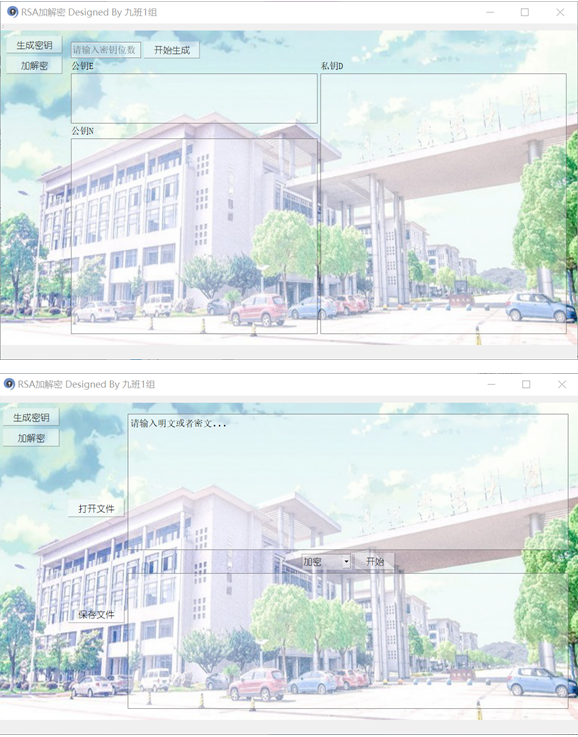 RSA加解密 Designed By 九班1组
生成密钥
请输入密钥位数
开始生成
加解密
公钥E
私钥D
公钥N
RSA加解密 Designed By 九班1组
生成密钥
加解密
请输入明文或者密文...
打开文件
加密
开始
保存文件